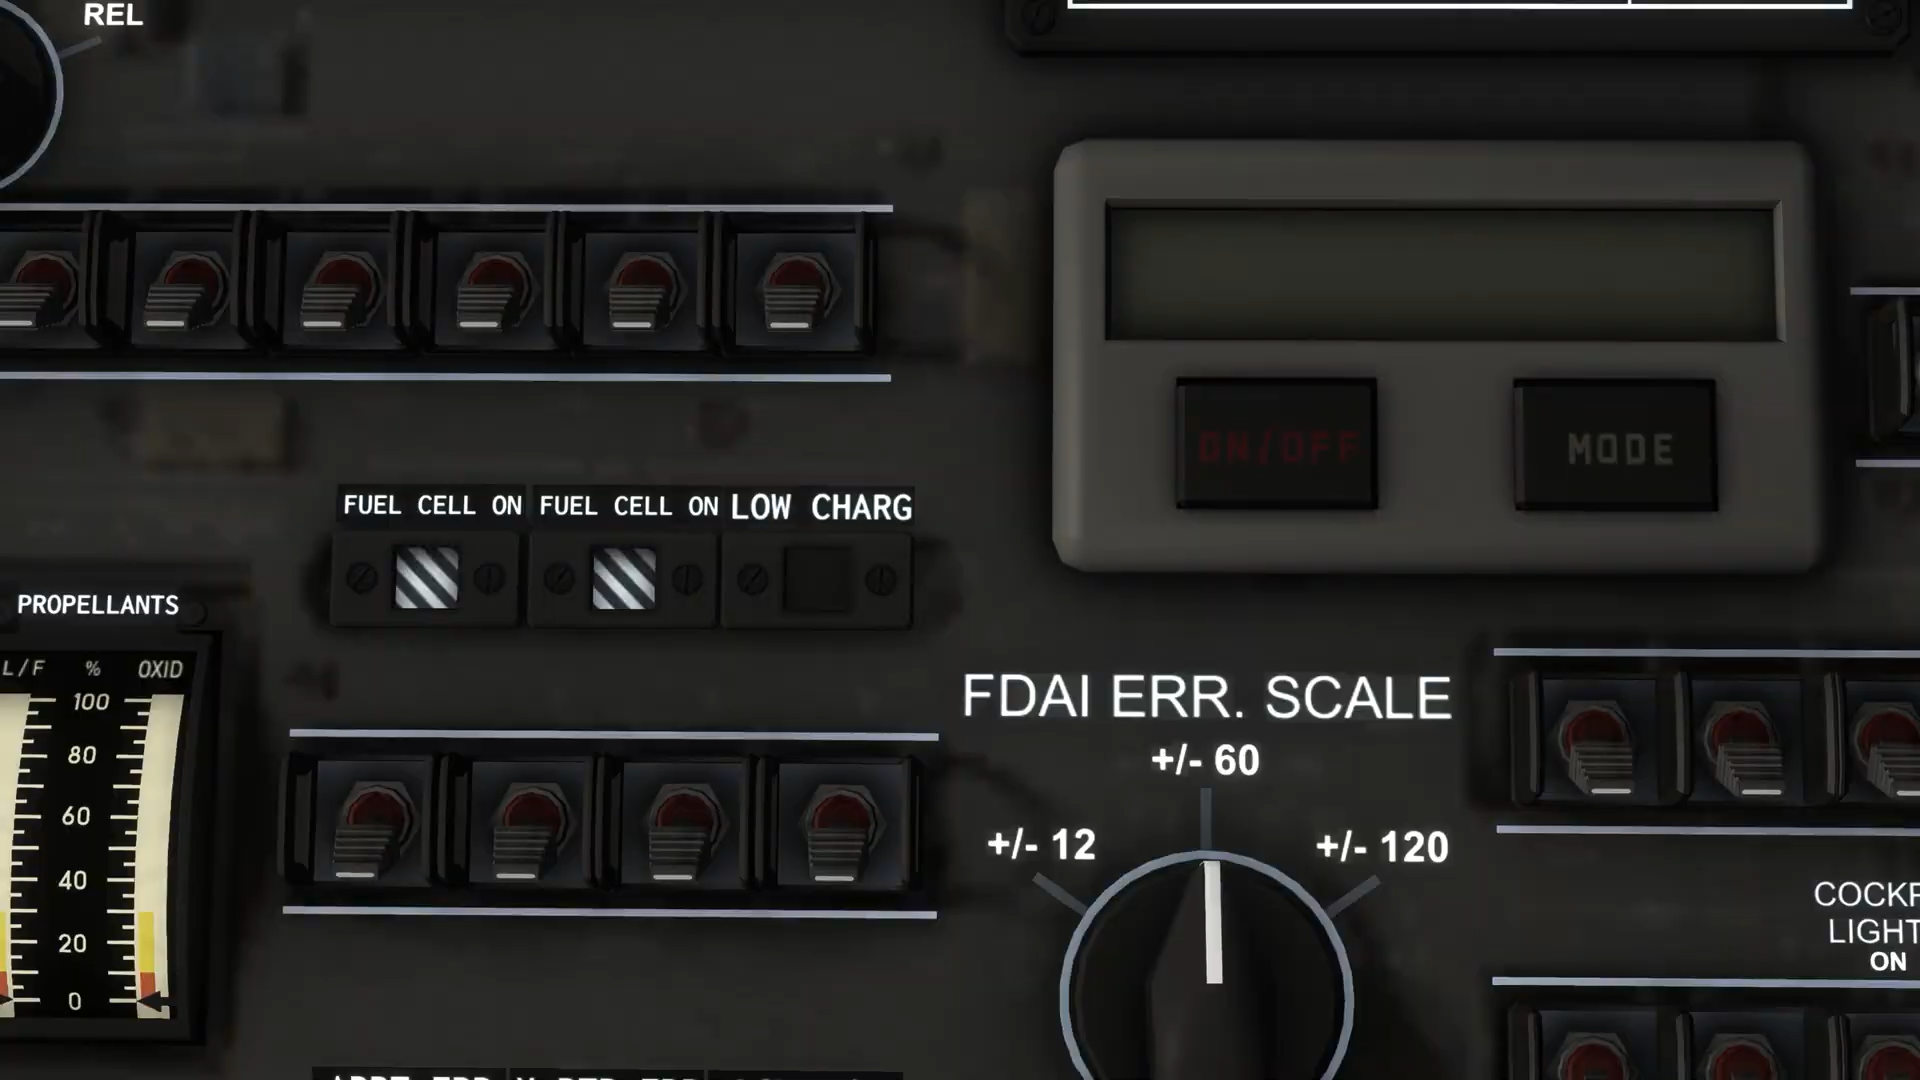 REL
ON/OFF MODE
FUEL CELL ON FUEL CELL ON LOW CHARG
PROPELLANTS
L/F % OXID
100
80
60
40
20
0
FDAI ERR. SCALE
+/- 60
+/- 12
+/- 120
LIGHT
ON